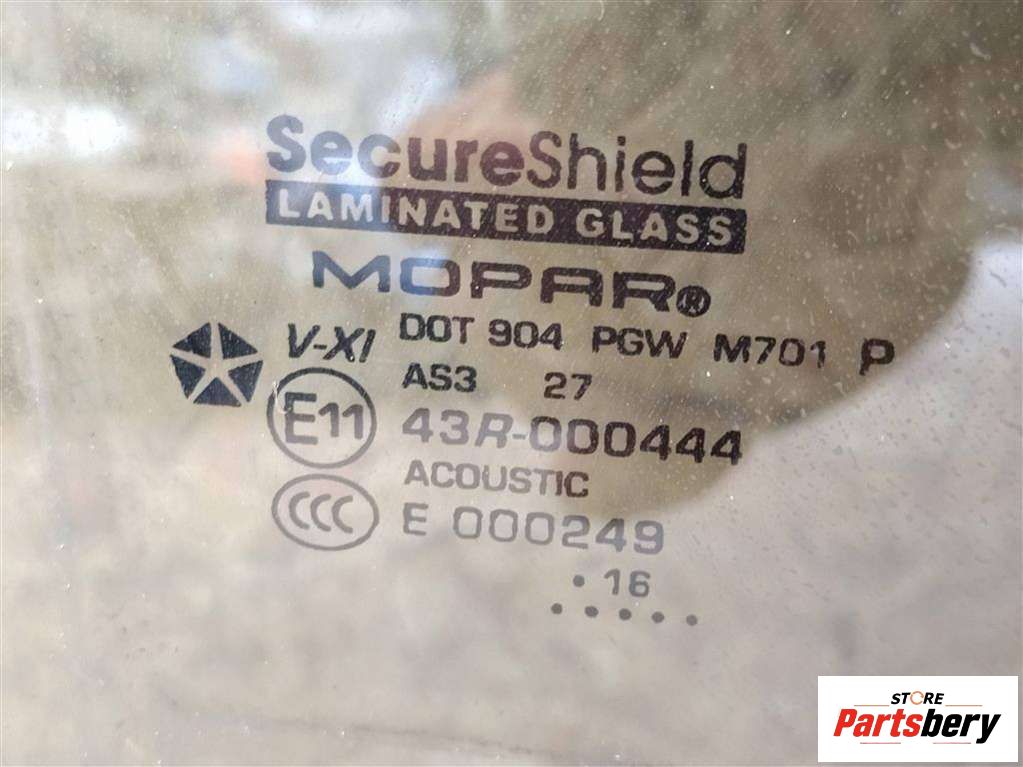 SecureShield
LAMINATED GLASS
MOPAR®
V-XI DOT 904 PGW M701 P
AS3 27
E11 43R-000444
ACOUSTIC
CCC E 000249
• 16
• • • • •
STORE
Partsbery